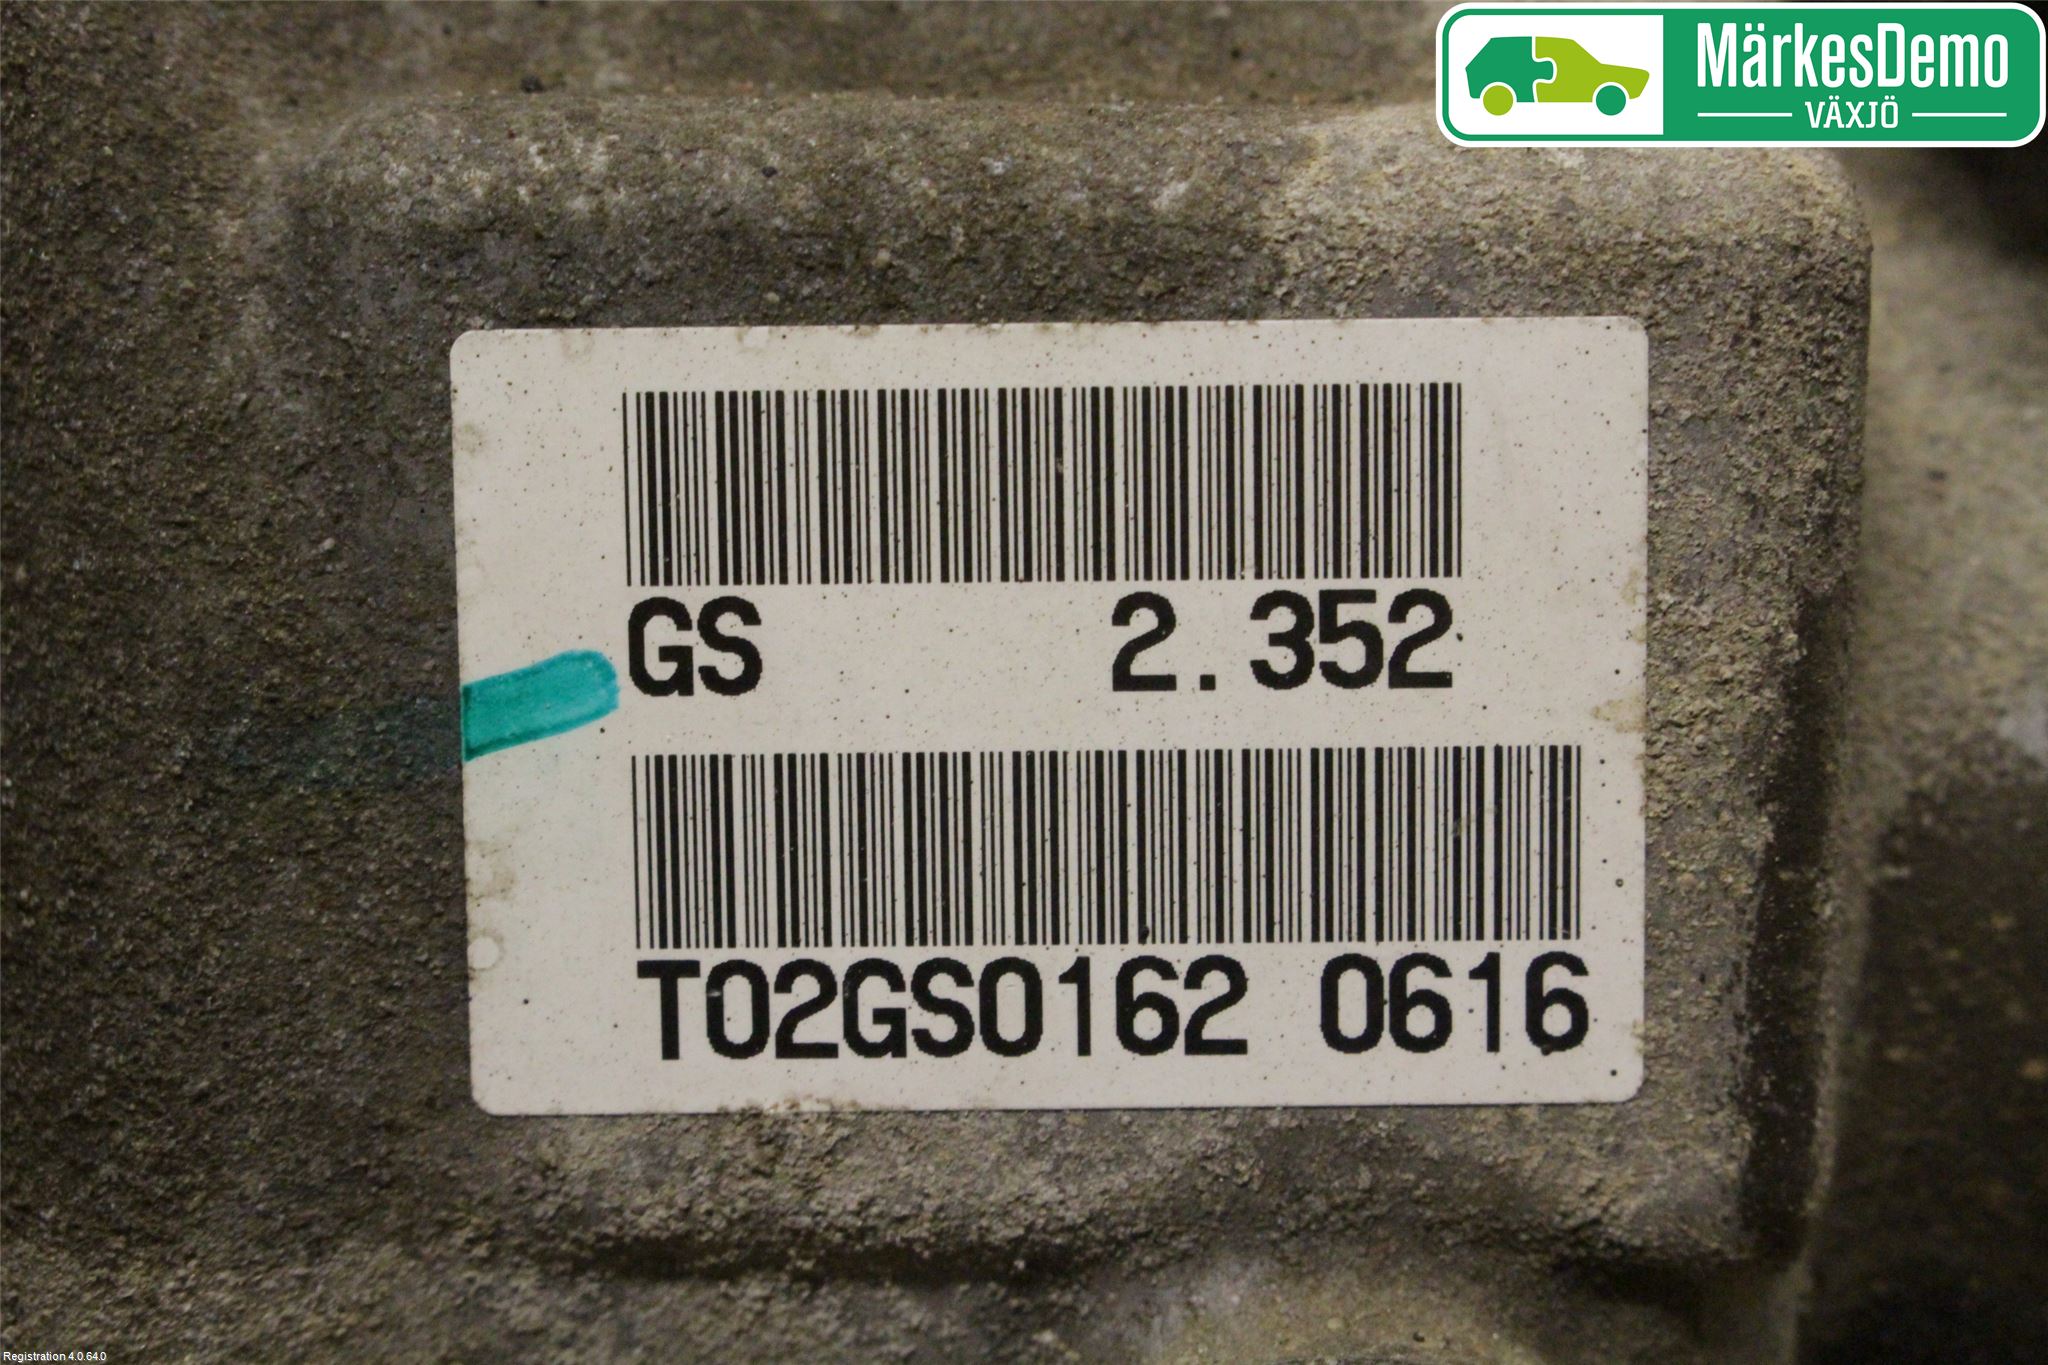 MärkesDemo
VÄXJÖ
GS 2.352
T02GS0162 0616
Registration 4.0.64.0